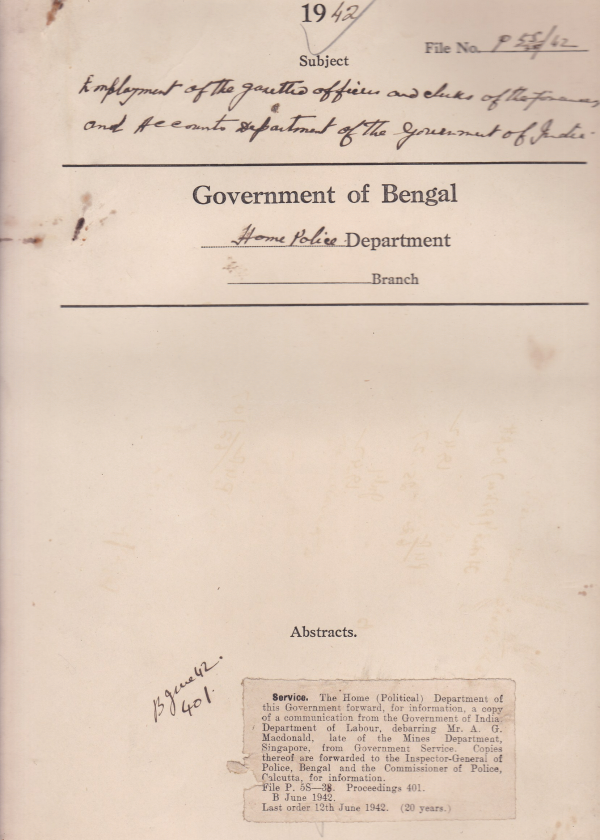 1942
File No. P 5S/38/42
Subject
Employment of the gazetted officers and clerks of the
and Accounts Department of the Government of India.
Government of Bengal
Home Police Department
Branch
Abstracts.
B June 42.
401.
Service. The Home (Political) Department of
this Government forward, for information, a copy
of a communication from the Government of India
Department of Labour, debarring Mr. A. G.
Macdonald, late of the Mines Department,
Singapore, from Government Service. Copies
thereof are forwarded to the Inspector-General of
Police, Bengal and the Commissioner of Police,
Calcutta, for information.
File P. 5S—38. Proceedings 401.
B June 1942.
Last order 12th June 1942. (20 years.)